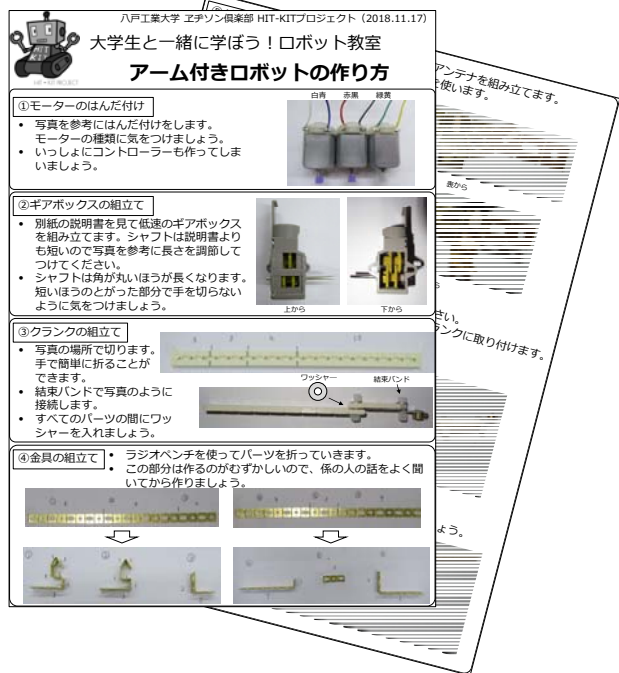 八戸工業大学 ヱヂソン倶楽部 HIT-KITプロジェクト（2018.11.17）
大学生と一緒に学ぼう！ロボット教室
アーム付きロボットの作り方
HIT-KIT PROJECT
①モーターのはんだ付け
• 写真を参考にはんだ付けをします。
モーターの種類に気をつけましょう。
• いっしょにコントローラーも作ってしま
いましょう。
白青 赤黒 緑黄
②ギアボックスの組立て
• 別紙の説明書を見て低速のギアボックス
を組み立てます。シャフトは説明書より
も短いので写真を参考に長さを調節して
つけてください。
• シャフトは角が丸いほうが長くなります。
短いほうのとがった部分で手を切らない
ように気をつけましょう。
上から 下から
③クランクの組立て
• 写真の場所で切ります。
手で簡単に折ることが
できます。
• 結束バンドで写真のように
接続します。
• すべてのパーツの間にワッ
シャーを入れましょう。
ワッシャー 結束バンド
④金具の組立て
• ラジオペンチを使ってパーツを折っていきます。
• この部分は作るのがむずかしいので、係の人の話をよく聞
いてから作りましょう。
アンテナを組み立てます。
使います。
表から
ら
さい。
ランクに取り付けます。
ょう。